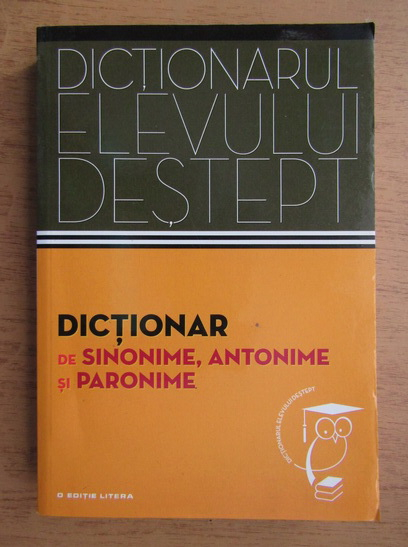 DICȚIONARUL
ELEVULUI
DEȘTEPT
DICȚIONAR
DE SINONIME, ANTONIME
ȘI PARONIME
DICȚIONARUL ELEVULUI DEȘTEPT
O EDIȚIE LITERA